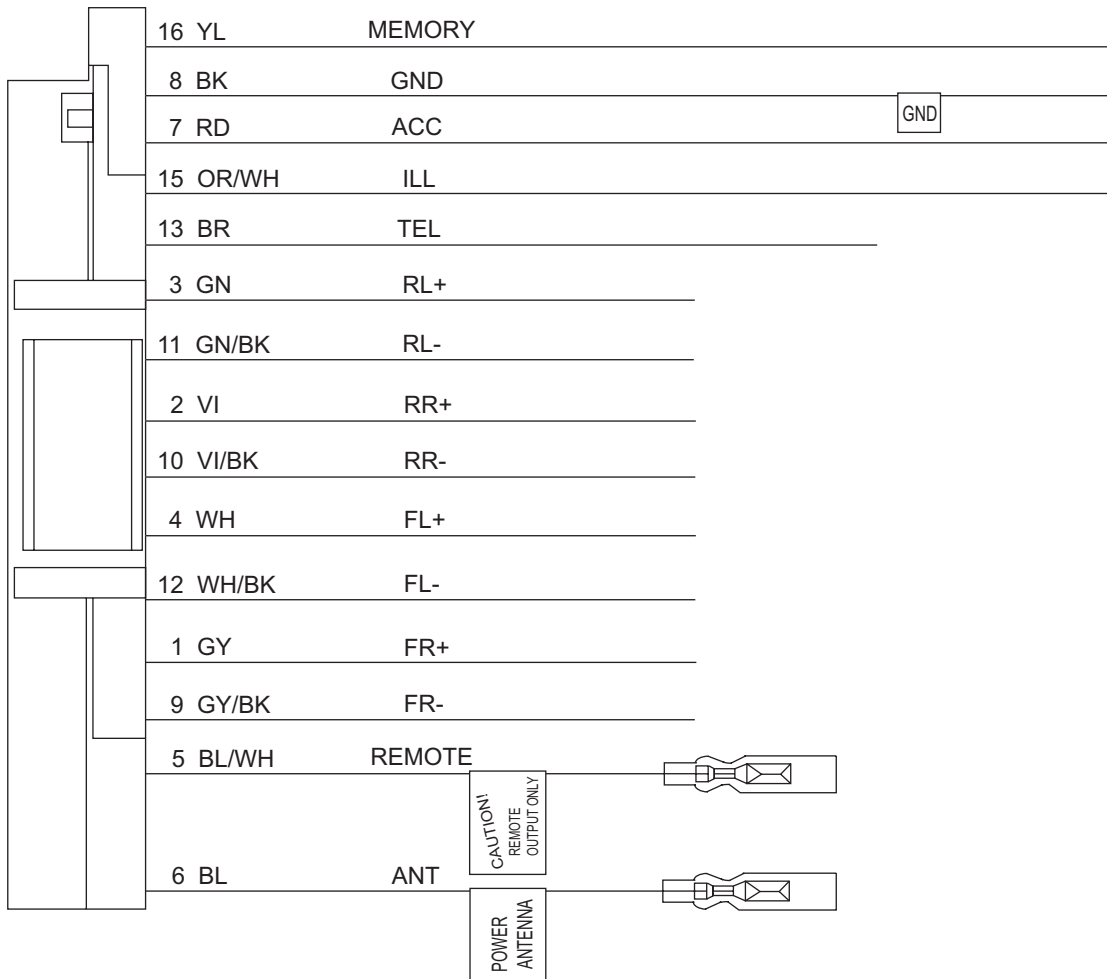 16 YL MEMORY
8 BK GND
GND
7 RD ACC
15 OR/WH ILL
13 BR TEL
3 GN RL+
11 GN/BK RL-
2 VI RR+
10 VI/BK RR-
4 WH FL+
12 WH/BK FL-
1 GY FR+
9 GY/BK FR-
5 BL/WH REMOTE
CAUTION!
REMOTE
OUTPUT ONLY
6 BL ANT
POWER
ANTENNA